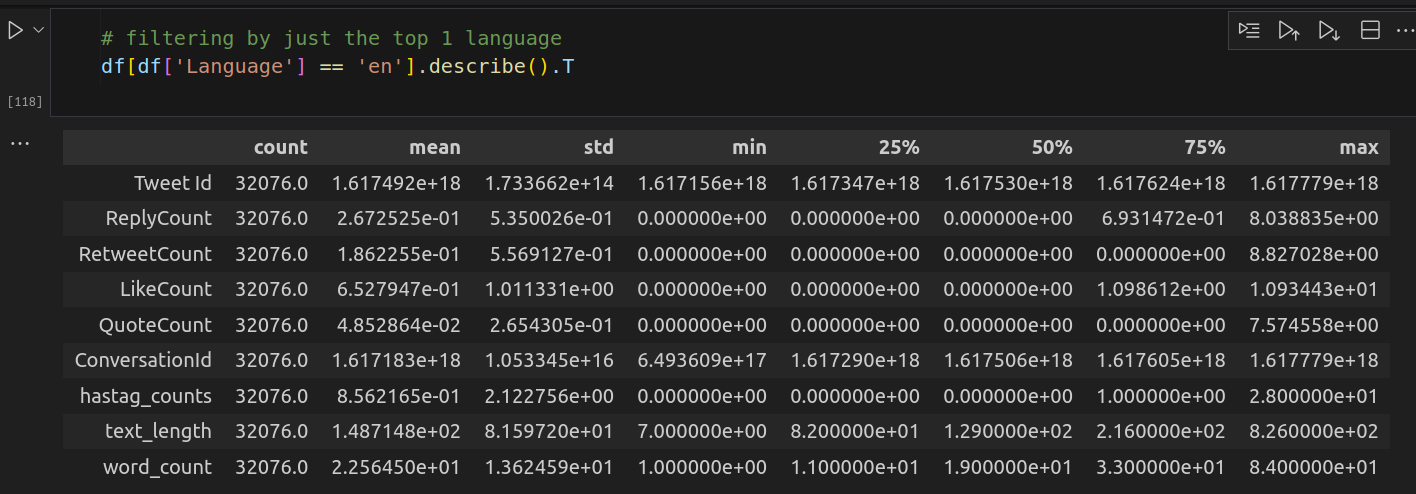 # filtering by just the top 1 language
df[df['Language'] == 'en'].describe().T
[118]
count mean std min 25% 50% 75% max
Tweet Id 32076.0 1.617492e+18 1.733662e+14 1.617156e+18 1.617347e+18 1.617530e+18 1.617624e+18 1.617779e+18
ReplyCount 32076.0 2.672525e-01 5.350026e-01 0.000000e+00 0.000000e+00 0.000000e+00 6.931472e-01 8.038835e+00
RetweetCount 32076.0 1.862255e-01 5.569127e-01 0.000000e+00 0.000000e+00 0.000000e+00 0.000000e+00 8.827028e+00
LikeCount 32076.0 6.527947e-01 1.011331e+00 0.000000e+00 0.000000e+00 0.000000e+00 1.098612e+00 1.093443e+01
QuoteCount 32076.0 4.852864e-02 2.654305e-01 0.000000e+00 0.000000e+00 0.000000e+00 0.000000e+00 7.574558e+00
ConversationId 32076.0 1.617183e+18 1.053345e+16 6.493609e+17 1.617290e+18 1.617506e+18 1.617605e+18 1.617779e+18
hastag_counts 32076.0 8.562165e-01 2.122756e+00 0.000000e+00 0.000000e+00 0.000000e+00 1.000000e+00 2.800000e+01
text_length 32076.0 1.487148e+02 8.159720e+01 7.000000e+00 8.200000e+01 1.290000e+02 2.160000e+02 8.260000e+02
word_count 32076.0 2.256450e+01 1.362459e+01 1.000000e+00 1.100000e+01 1.900000e+01 3.300000e+01 8.400000e+01